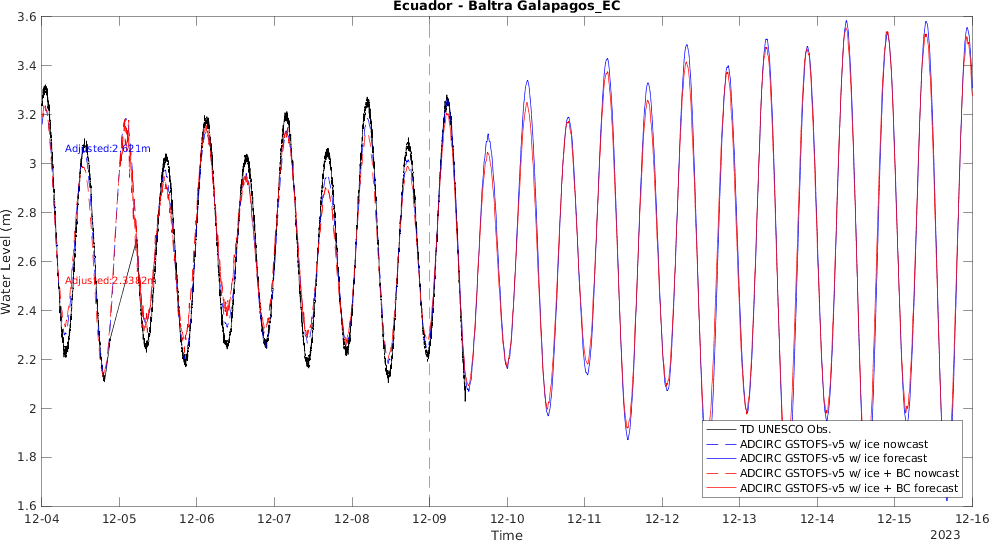 Ecuador - Baltra Galapagos_EC
3.6
3.4
3.2
3
2.8
2.6
2.4
2.2
2
1.8
1.6
Water Level (m)
Adjusted:2.621m
Adjusted:2.3382m
TD UNESCO Obs.
ADCIRC GSTOFS-v5 w/ ice nowcast
ADCIRC GSTOFS-v5 w/ ice forecast
ADCIRC GSTOFS-v5 w/ ice + BC nowcast
ADCIRC GSTOFS-v5 w/ ice + BC forecast
12-04 12-05 12-06 12-07 12-08 12-09 12-10 12-11 12-12 12-13 12-14 12-15 12-16
Time
2023